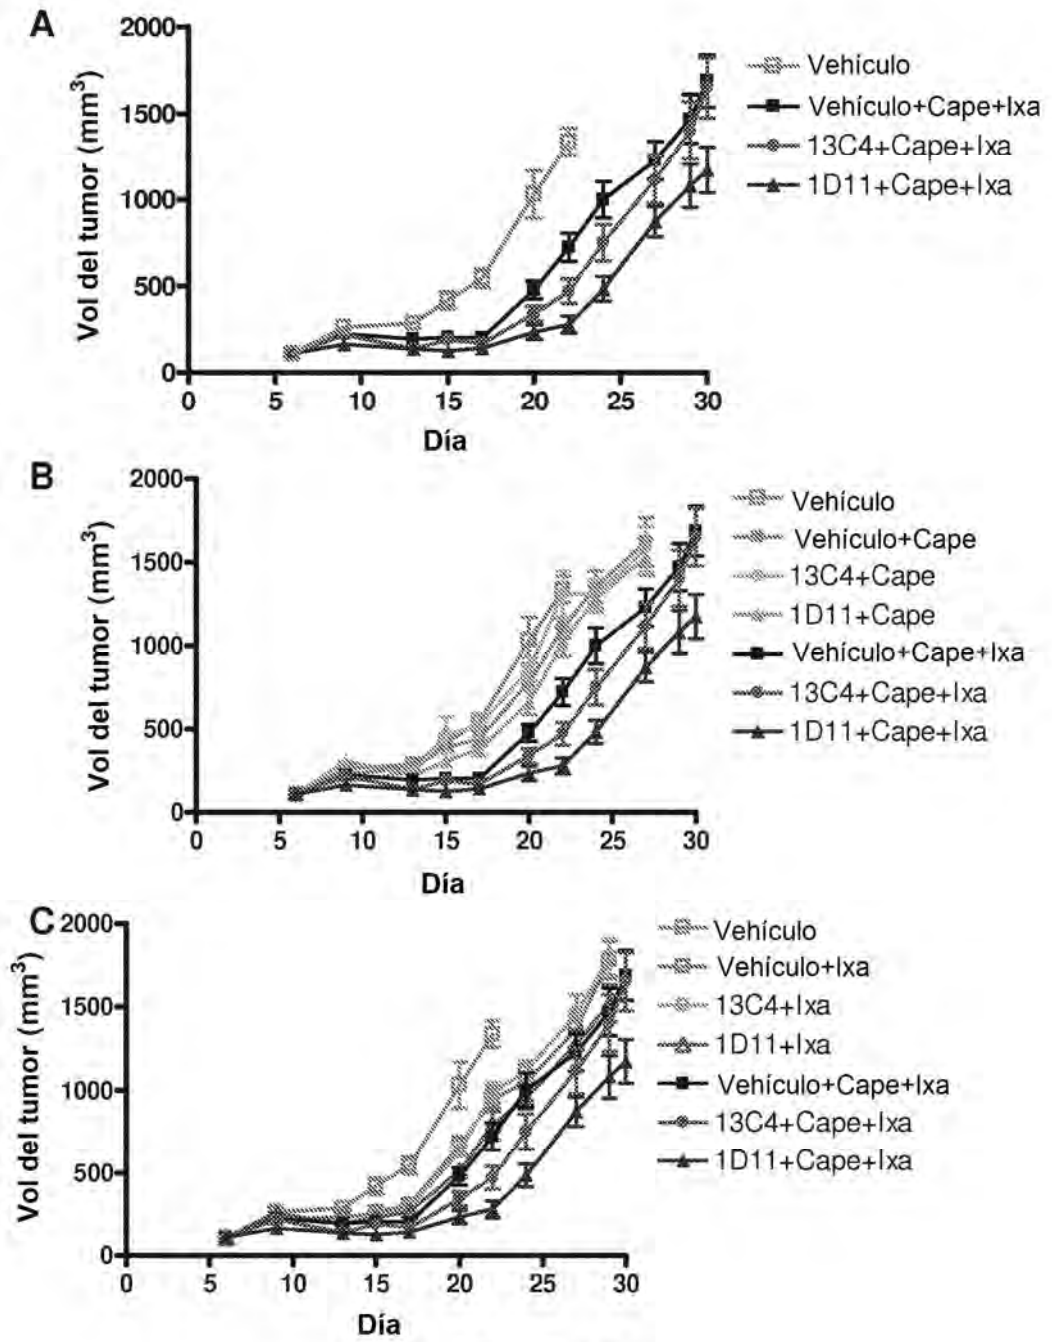 A
2000
1500
1000
500
0
Vol del tumor (mm³)
0 5 10 15 20 25 30
Día
Vehículo
Vehículo+Cape+Ixa
13C4+Cape+Ixa
1D11+Cape+Ixa
B
2000
1500
1000
500
0
Vol del tumor (mm³)
0 5 10 15 20 25 30
Día
Vehículo
Vehículo+Cape
13C4+Cape
1D11+Cape
Vehículo+Cape+Ixa
13C4+Cape+Ixa
1D11+Cape+Ixa
C
2000
1500
1000
500
0
Vol del tumor (mm³)
0 5 10 15 20 25 30
Día
Vehículo
Vehículo+Ixa
13C4+Ixa
1D11+Ixa
Vehículo+Cape+Ixa
13C4+Cape+Ixa
1D11+Cape+Ixa